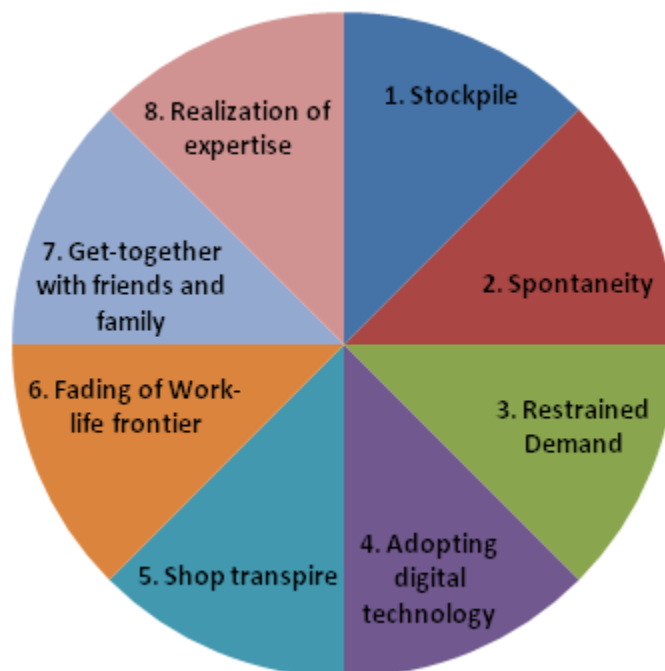 1. Stockpile
2. Spontaneity
3. Restrained
Demand
4. Adopting
digital
technology
5. Shop transpire
6. Fading of Work-
life frontier
7. Get-together
with friends and
family
8. Realization of
expertise